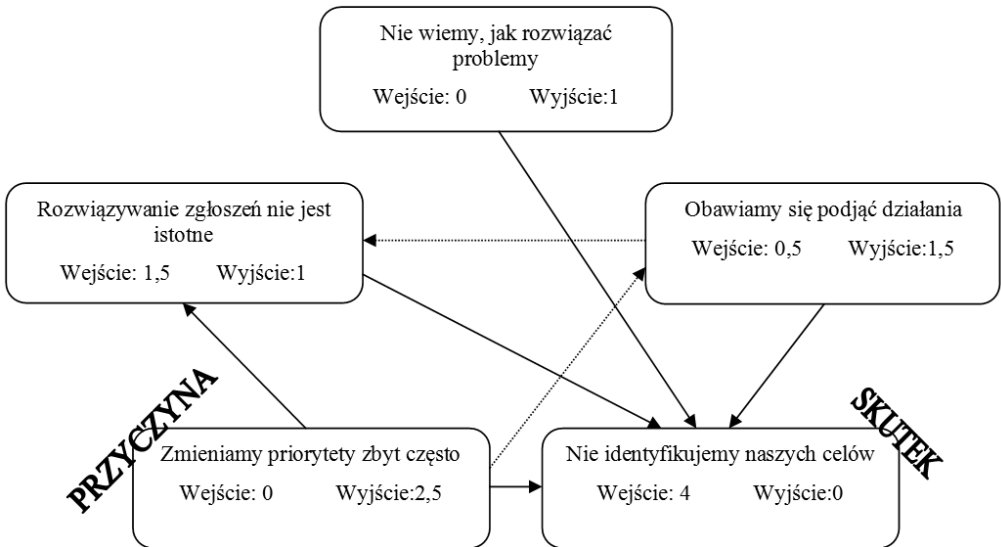 Nie wiemy, jak rozwiązać
problemy
Wejście: 0 Wyjście:1
Rozwiązywanie zgłoszeń nie jest
istotne
Wejście: 1,5 Wyjście:1
Obawiamy się podjąć działania
Wejście: 0,5 Wyjście:1,5
PRZYCZYNA
Zmieniamy priorytety zbyt często
Wejście: 0 Wyjście:2,5
SKUTEK
Nie identyfikujemy naszych celów
Wejście: 4 Wyjście:0